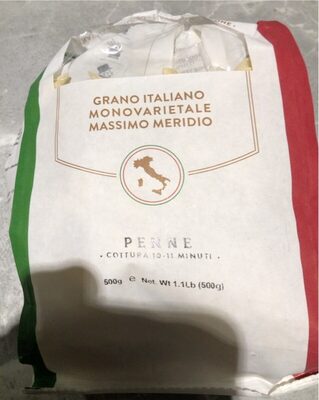 GRANO ITALIANO
MONOVARIETALE
MASSIMO MERIDIO
PENNE
• COTTURA 10-11 MINUTI •
500g e Net. Wt 1.1Lb (500g)